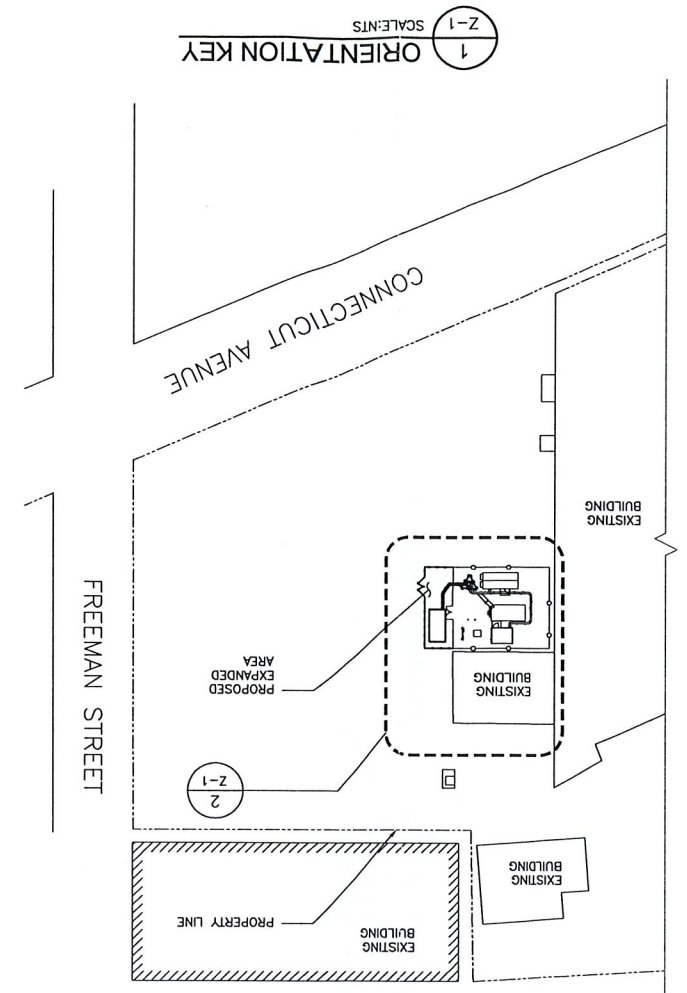 EXISTING
BUILDING
PROPERTY LINE
EXISTING
BUILDING
2
Z-1
EXISTING
BUILDING
PROPOSED
EXPANDED
AREA
FREEMAN STREET
EXISTING
BUILDING
CONNECTICUT AVENUE
1
Z-1
ORIENTATION KEY
SCALE:NTS